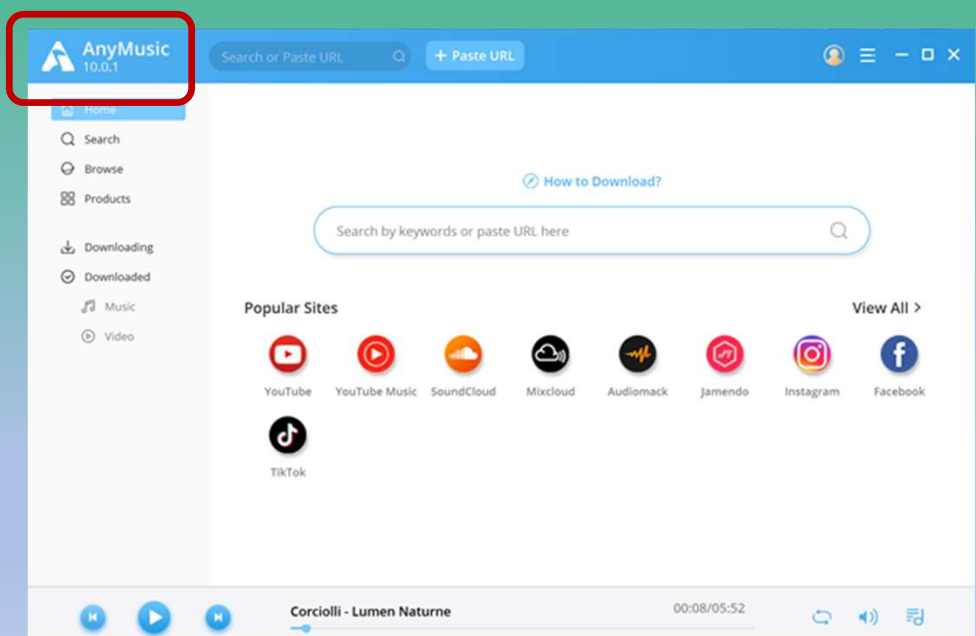 AnyMusic
10.0.1
Search or Paste URL
+ Paste URL
Home
Search
Browse
Products
Downloading
Downloaded
Music
Video
How to Download?
Search by keywords or paste URL here
Popular Sites
View All >
YouTube YouTube Music SoundCloud Mixcloud Audiomack Jamendo Instagram Facebook
TikTok
Corciolli - Lumen Naturne
00:08/05:52